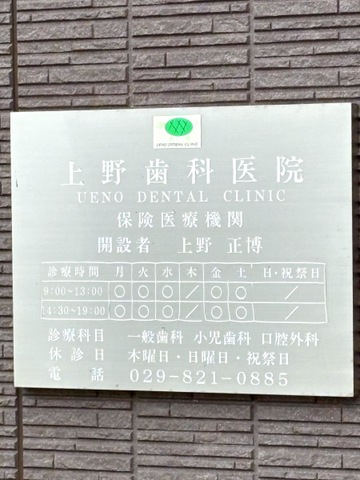 上野歯科医院
UENO DENTAL CLINIC
保険医療機関
開設者 上野 正博
診療時間 月 火 水 木 金 土 日・祝祭日
9:00~13:00 ○ ○ ○ / ○ ○ /
14:30~19:00 ○ ○ ○ / ○ ○ /
診療科目 一般歯科 小児歯科 口腔外科
休診日 木曜日・日曜日・祝祭日
電話 029-821-0885